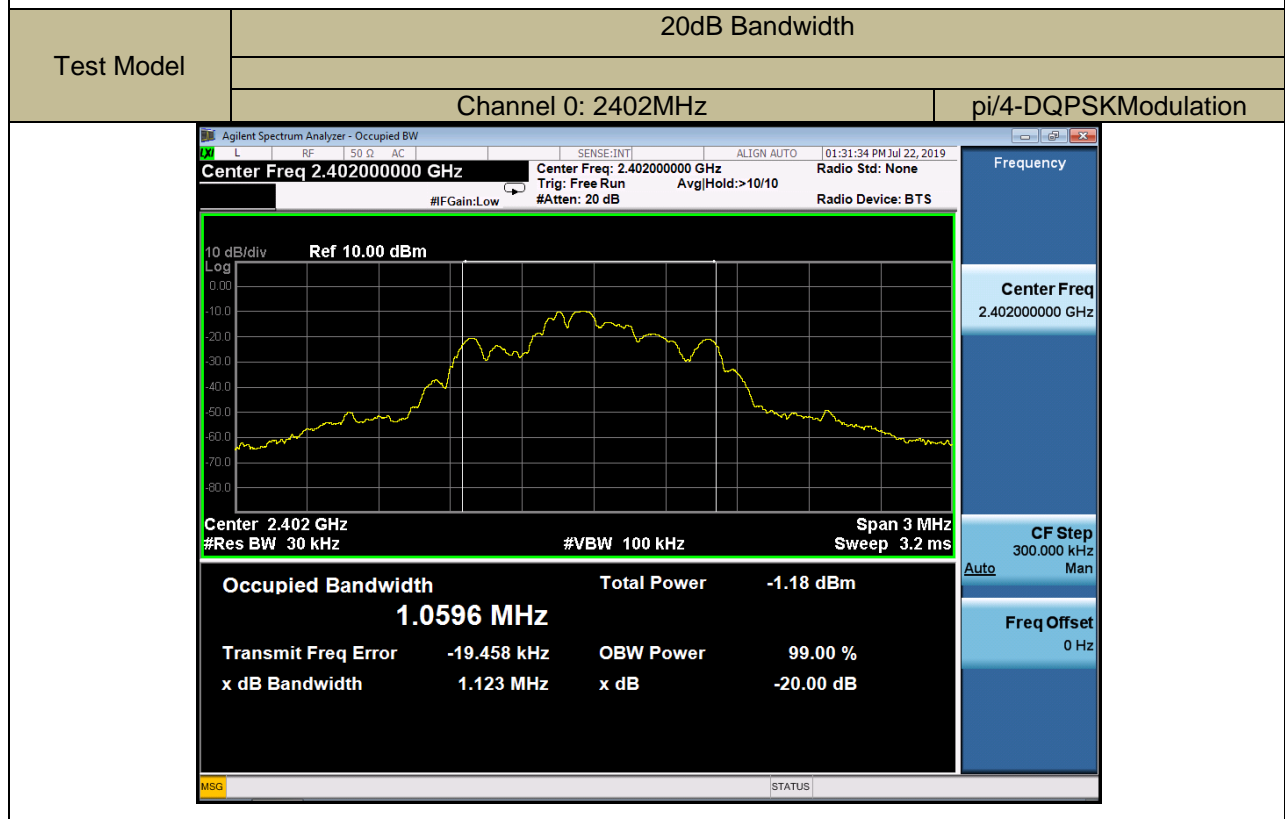 20dB Bandwidth
Test Model
Channel 0: 2402MHz pi/4-DQPSKModulation
Agilent Spectrum Analyzer - Occupied BW
LXI L RF 50 Ω AC SENSE:INT ALIGN AUTO 01:31:34 PM Jul 22, 2019
Center Freq 2.402000000 GHz
Center Freq: 2.402000000 GHz Radio Std: None
Trig: Free Run Avg|Hold:>10/10
#IFGain:Low #Atten: 20 dB Radio Device: BTS
Frequency
10 dB/div Ref 10.00 dBm
Log
0.00
-10.0
-20.0
-30.0
-40.0
-50.0
-60.0
-70.0
-80.0
Center Freq
2.402000000 GHz
Center 2.402 GHz Span 3 MHz
#Res BW 30 kHz #VBW 100 kHz Sweep 3.2 ms
CF Step
300.000 kHz
Auto Man
Occupied Bandwidth Total Power -1.18 dBm
1.0596 MHz
Freq Offset
0 Hz
Transmit Freq Error -19.458 kHz OBW Power 99.00 %
x dB Bandwidth 1.123 MHz x dB -20.00 dB
MSG STATUS